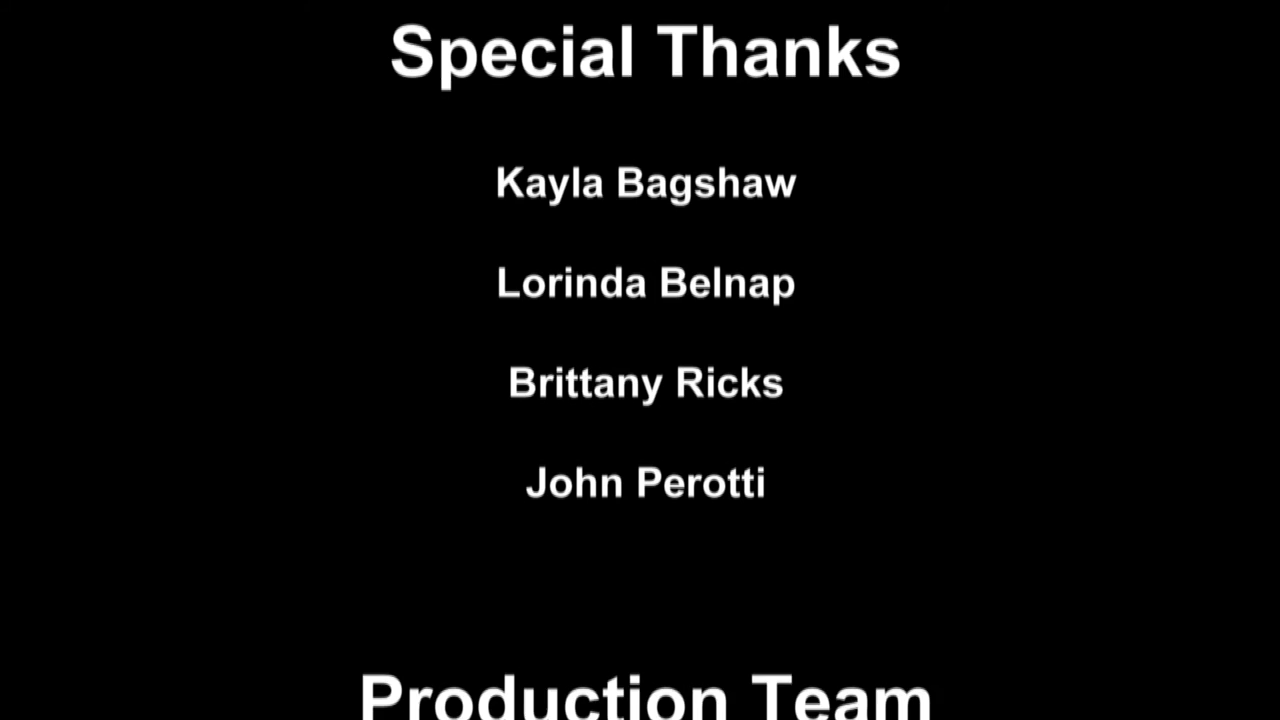 Special Thanks
Kayla Bagshaw
Lorinda Belnap
Brittany Ricks
John Perotti
Production Team